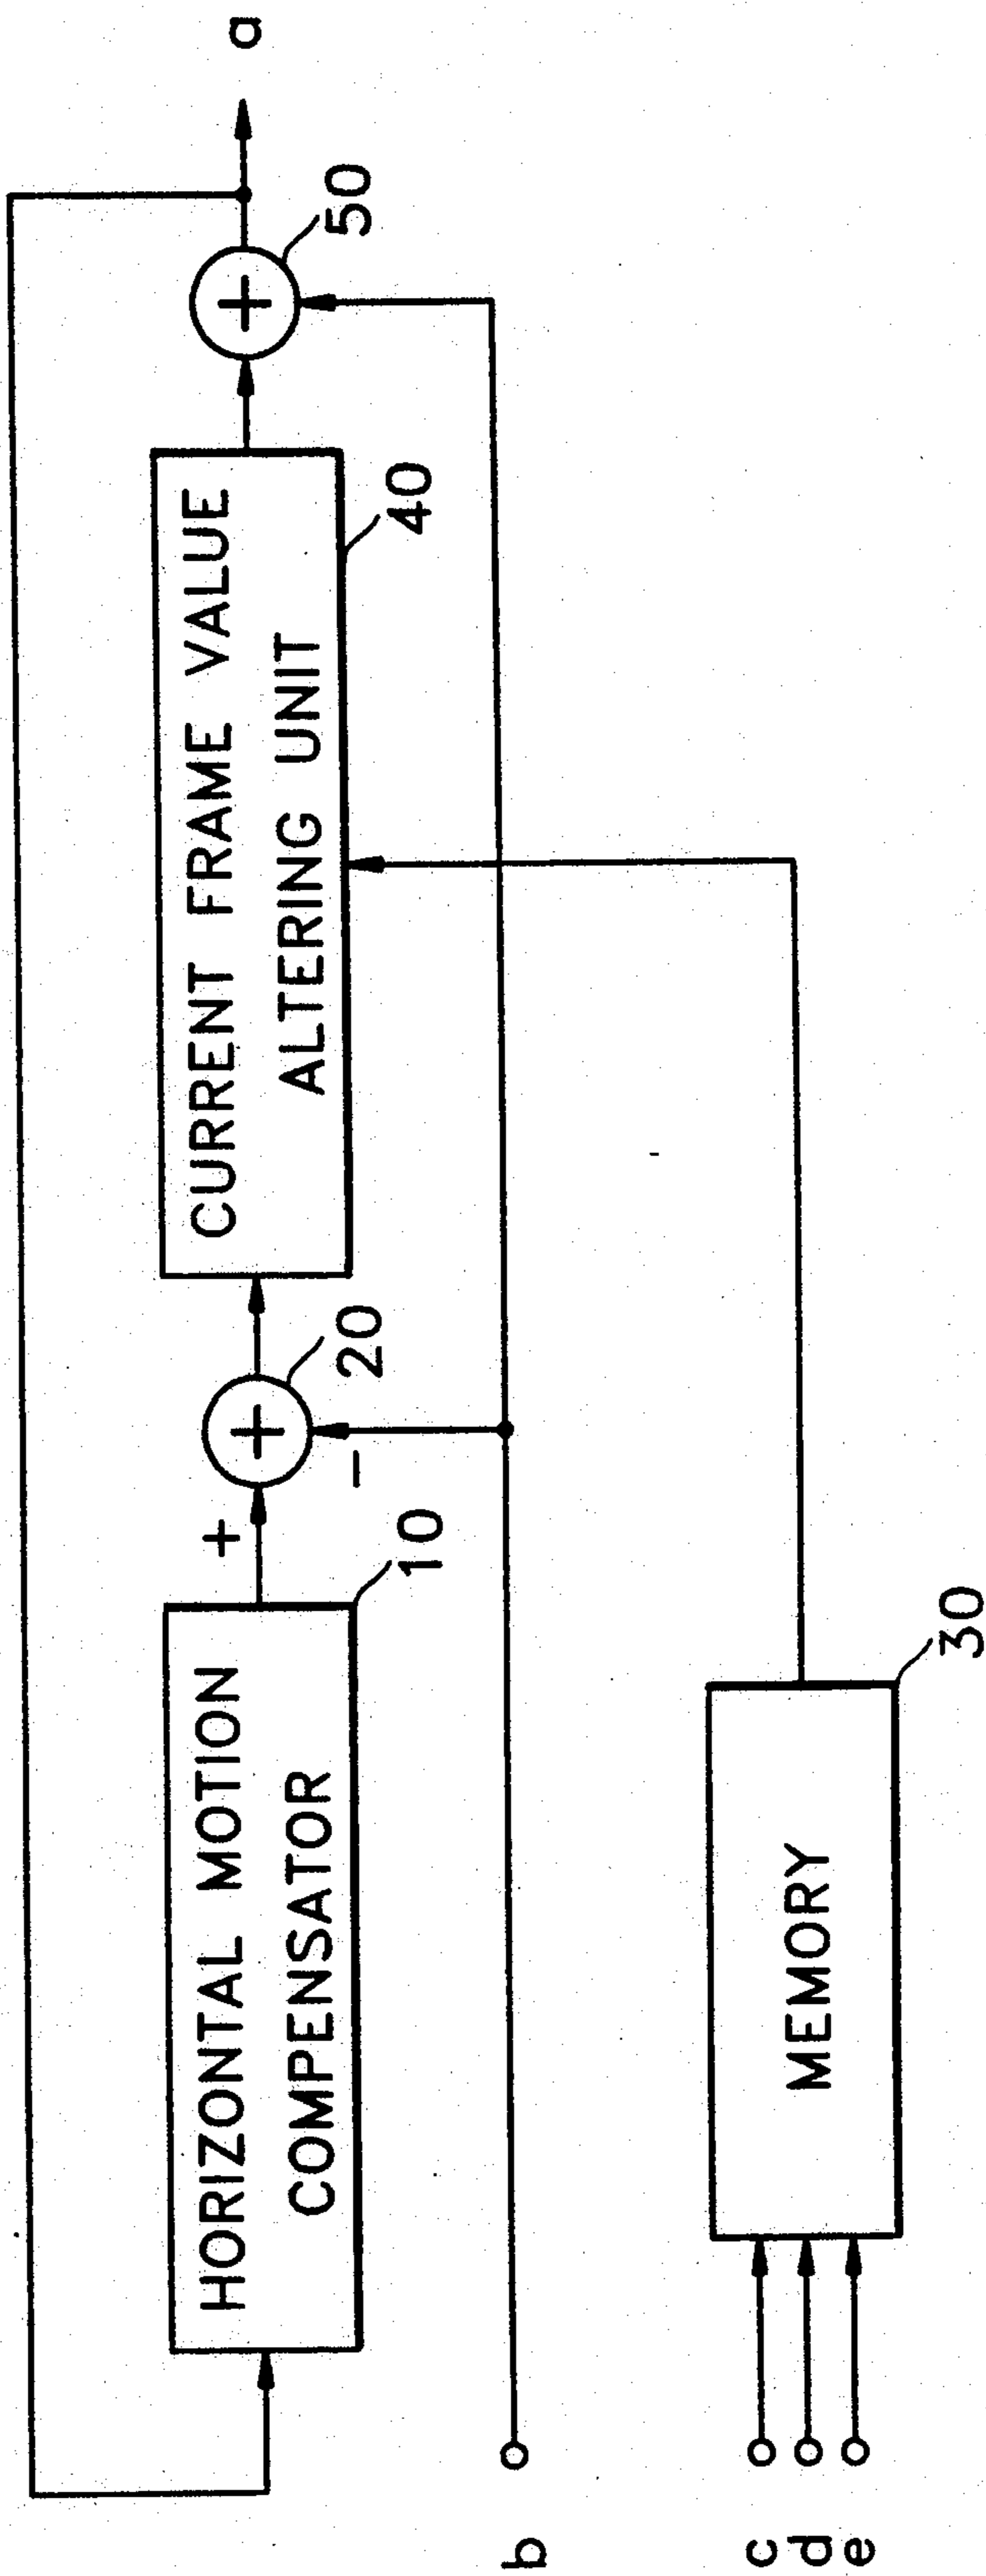 HORIZONTAL MOTION
COMPENSATOR
10
+
−
+
20
CURRENT FRAME VALUE
ALTERING UNIT
40
+
50
a
b
c
d
e
MEMORY
30